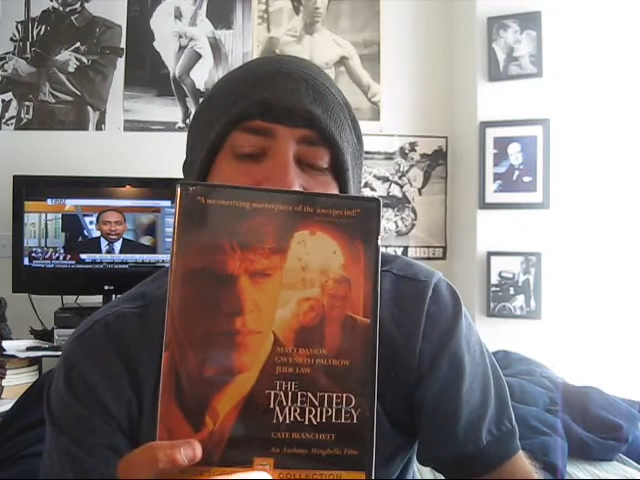 "A mesmerizing masterpiece of the unexpected!"
MATT DAMON
GWYNETH PALTROW
JUDE LAW
THE
TALENTED
MR. RIPLEY
CATE BLANCHETT
An Anthony Minghella Film
COLLECTION
RIDER
LG